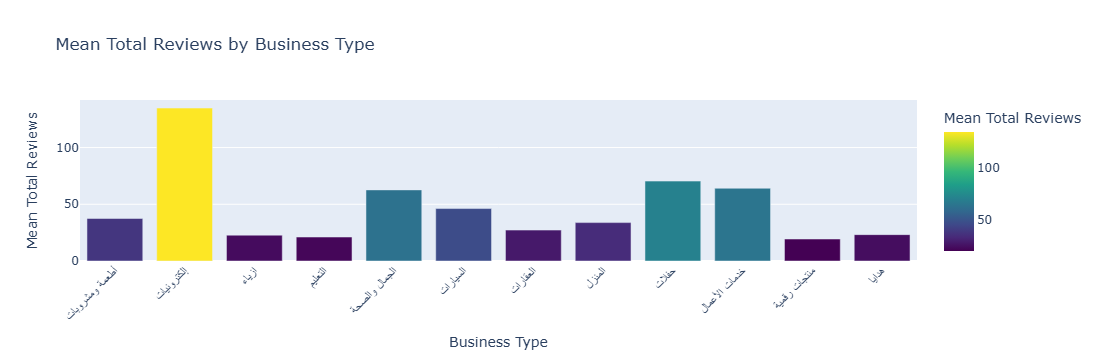 Mean Total Reviews by Business Type
Mean Total Reviews
100
50
0
أطعمة ومشروبات
إلكترونيات
ازياء
التعليم
الجمال والصحة
السيارات
العقارات
المنزل
حفلات
خدمات الأعمال
منتجات رقمية
هدايا
Business Type
Mean Total Reviews
100
50